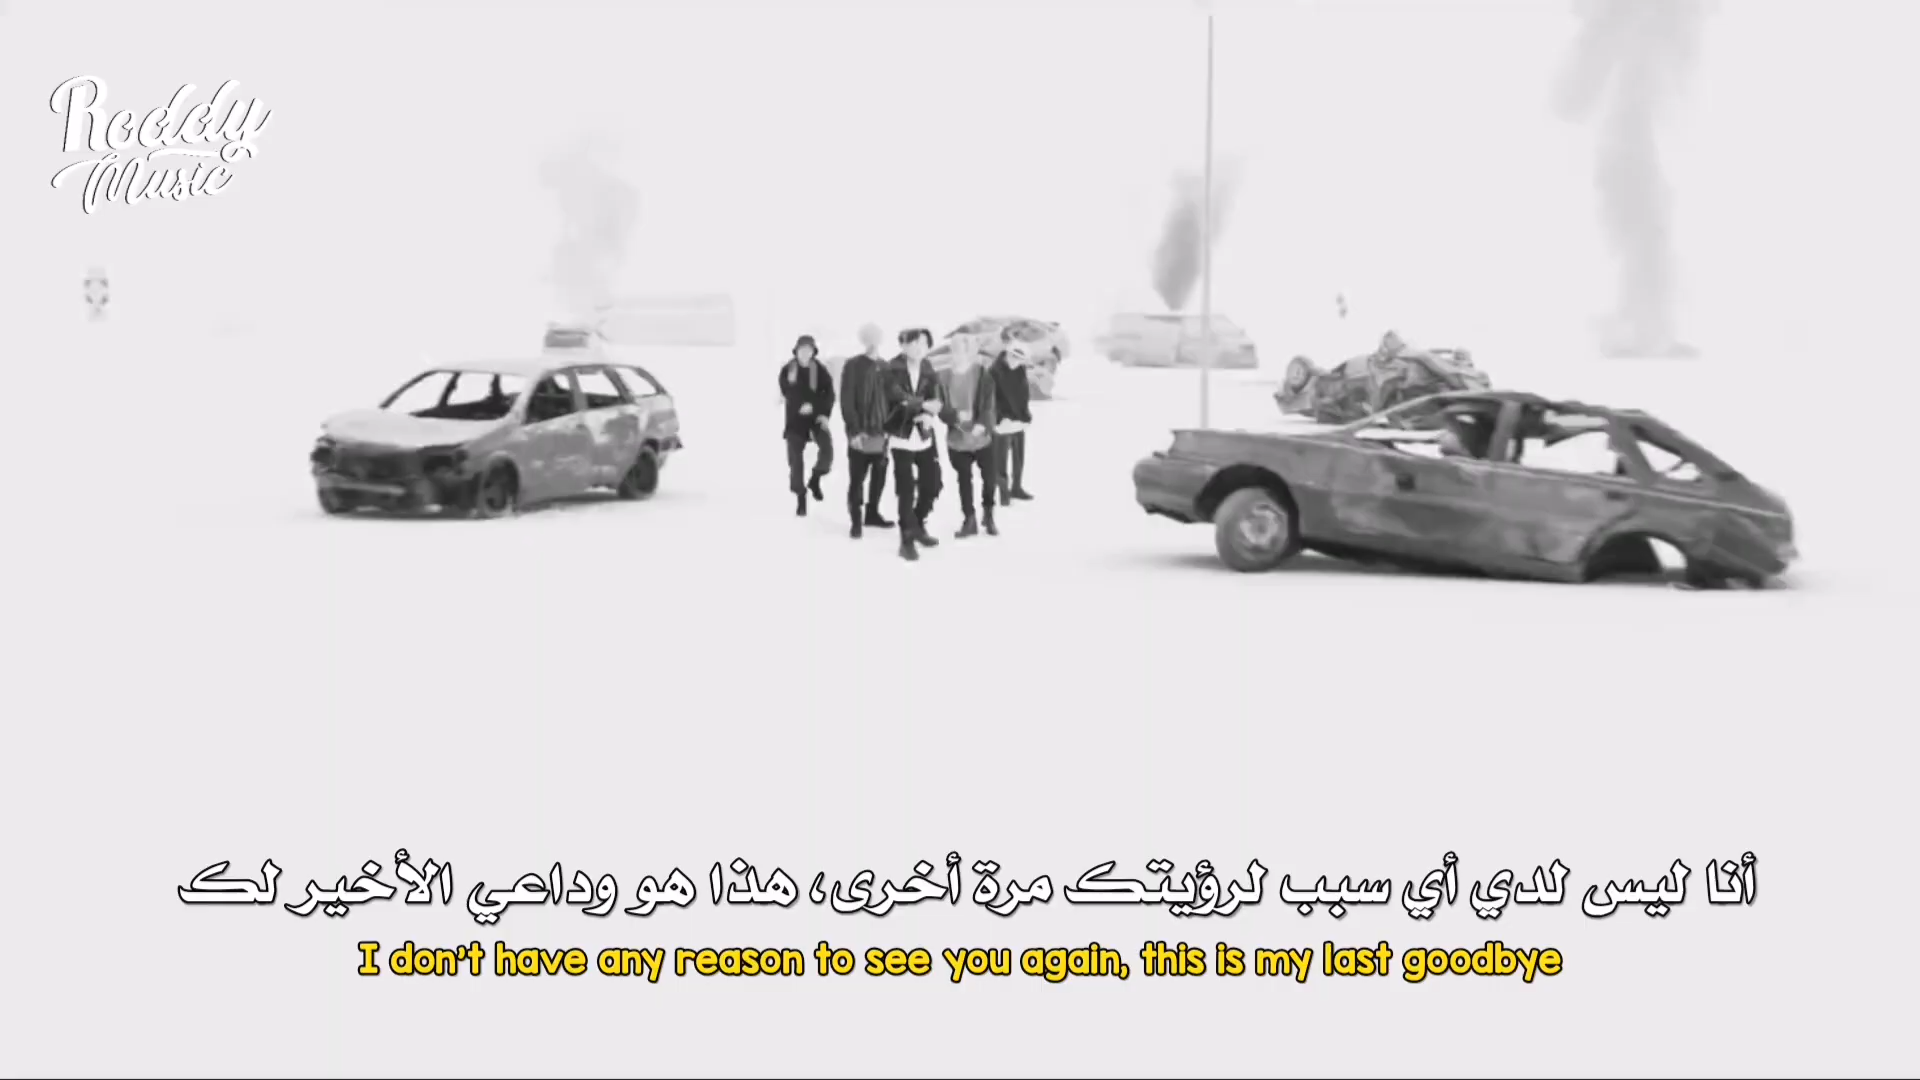 Roddy
Music
أنا ليس لدي أي سبب لرؤيتك مرة أخرى، هذا هو وداعي الأخير لك
I don't have any reason to see you again, this is my last goodbye